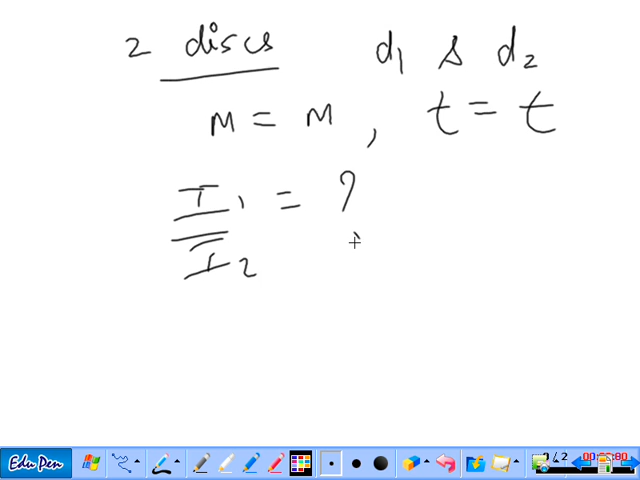 2 discs d₁ & d₂
m = m, t = t
I₁ = ?
I₂
Edu Pen